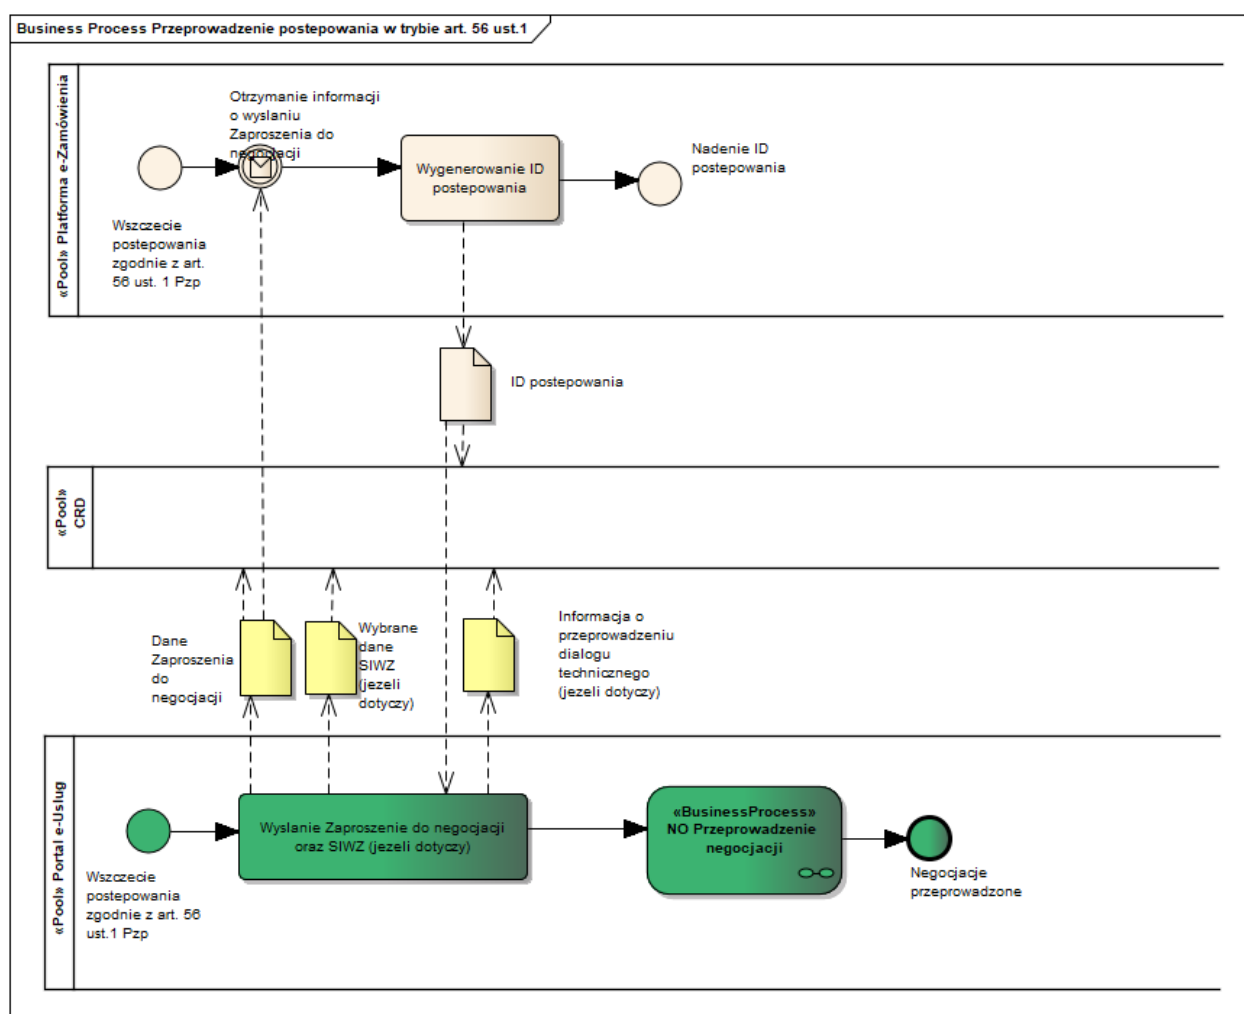 Business Process Przeprowadzenie postepowania w trybie art. 56 ust.1
«Pool» Platforma e-Zamówienia
Otrzymanie informacji
o wyslaniu
Zaproszenia do
negocjacji
Wszczecie
postepowania
zgodnie z art.
56 ust. 1 Pzp
Wygenerowanie ID
postepowania
Nadenie ID
postepowania
ID postepowania
«Pool»
CRD
Dane
Zaproszenia
do
negocjacji
Wybrane
dane
SIWZ
(jezeli
dotyczy)
Informacja o
przeprowadzeniu
dialogu
technicznego
(jezeli dotyczy)
«Pool» Portal e-Uslug
Wszczecie
postepowania
zgodnie z art. 56
ust.1 Pzp
Wyslanie Zaproszenie do negocjacji
oraz SIWZ (jezeli dotyczy)
«BusinessProcess»
NO Przeprowadzenie
negocjacji
Negocjacje
przeprowadzone